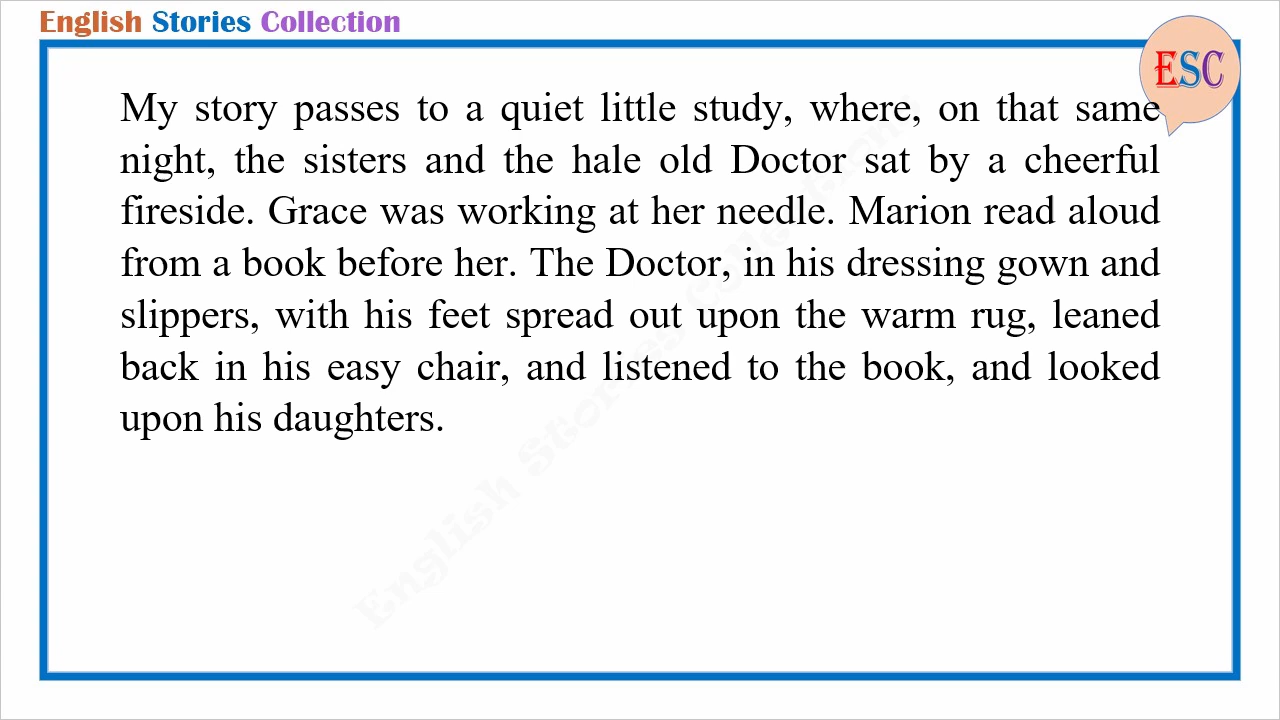 English Stories Collection
ESC
My story passes to a quiet little study, where, on that same
night, the sisters and the hale old Doctor sat by a cheerful
fireside. Grace was working at her needle. Marion read aloud
from a book before her. The Doctor, in his dressing gown and
slippers, with his feet spread out upon the warm rug, leaned
back in his easy chair, and listened to the book, and looked
upon his daughters.
English Stories Collection